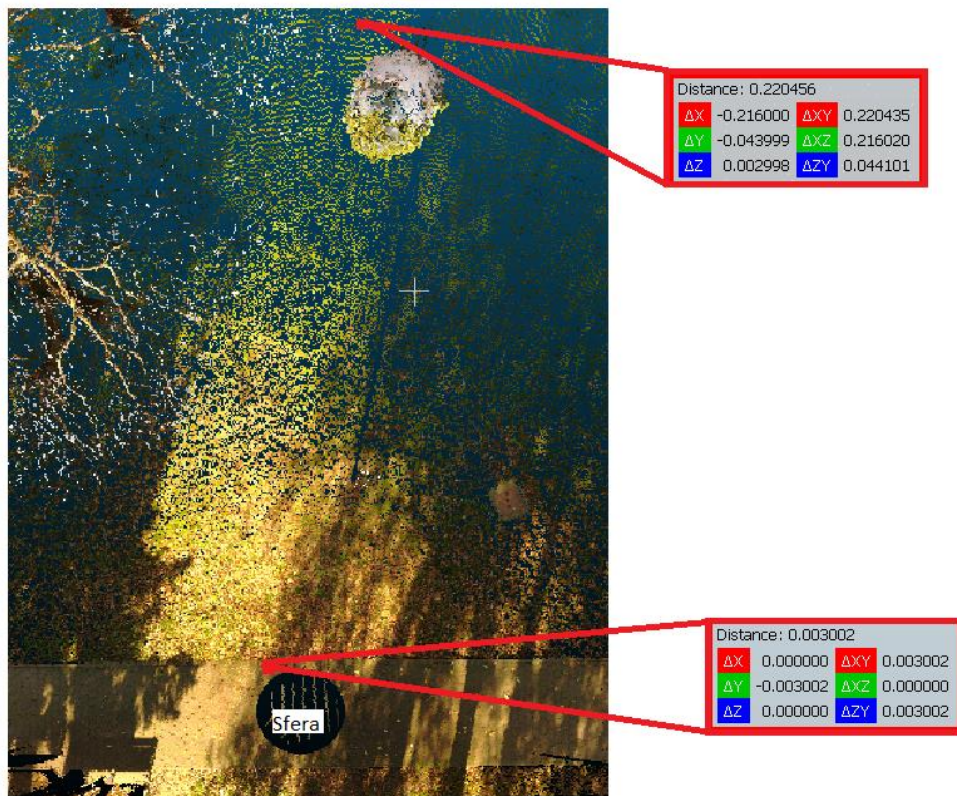 Distance: 0.220456
ΔX -0.216000 ΔXY 0.220435
ΔY -0.043999 ΔXZ 0.216020
ΔZ 0.002998 ΔZY 0.044101
Distance: 0.003002
ΔX 0.000000 ΔXY 0.003002
ΔY -0.003002 ΔXZ 0.000000
ΔZ 0.000000 ΔZY 0.003002
Sfera